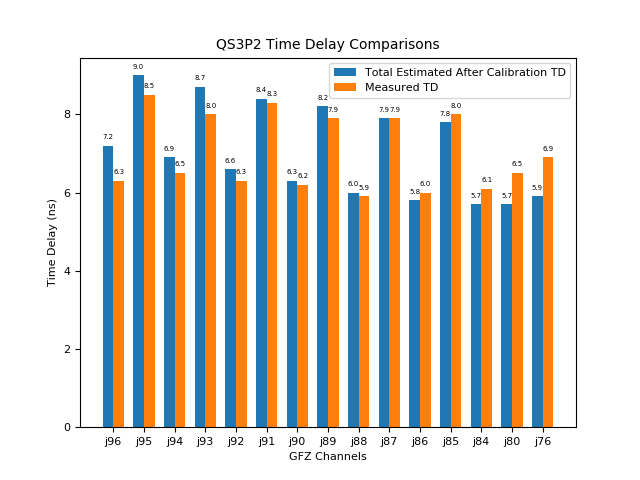 QS3P2 Time Delay Comparisons
Total Estimated After Calibration TD
Measured TD
Time Delay (ns)
8
6
4
2
0
7.2 6.3 9.0 8.5 6.9 6.5 8.7 8.0 6.6 6.3 8.4 8.3 6.3 6.2 8.2 7.9 6.0 5.9 7.9 7.9 5.8 6.0 7.8 8.0 5.7 6.1 5.7 6.5 5.9 6.9
j96 j95 j94 j93 j92 j91 j90 j89 j88 j87 j86 j85 j84 j80 j76
GFZ Channels